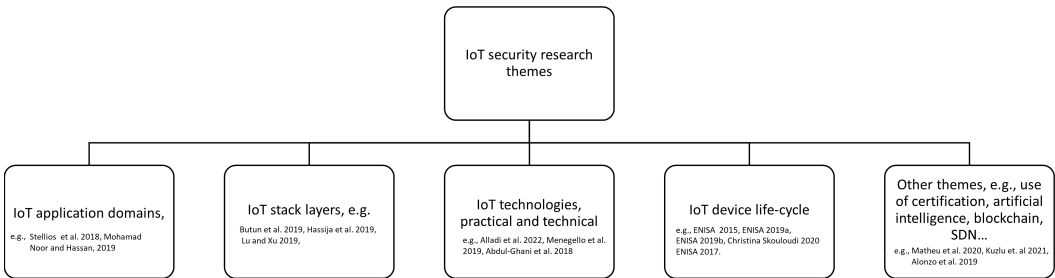 IoT security research
themes
IoT application domains,
e.g., Stellios et al. 2018, Mohamad
Noor and Hassan, 2019
IoT stack layers, e.g.
Butun et al. 2019, Hassija et al. 2019,
Lu and Xu 2019,
IoT technologies,
practical and technical
e.g., Alladi et al. 2022, Menegello et al.
2019, Abdul-Ghani et al. 2018
IoT device life-cycle
e.g., ENISA 2015, ENISA 2019a,
ENISA 2019b, Christina Skouloudi 2020
ENISA 2017.
Other themes, e.g., use
of certification, artificial
intelligence, blockchain,
SDN...
e.g., Matheu et al. 2020, Kuzlu et. al 2021,
Alonzo et al. 2019